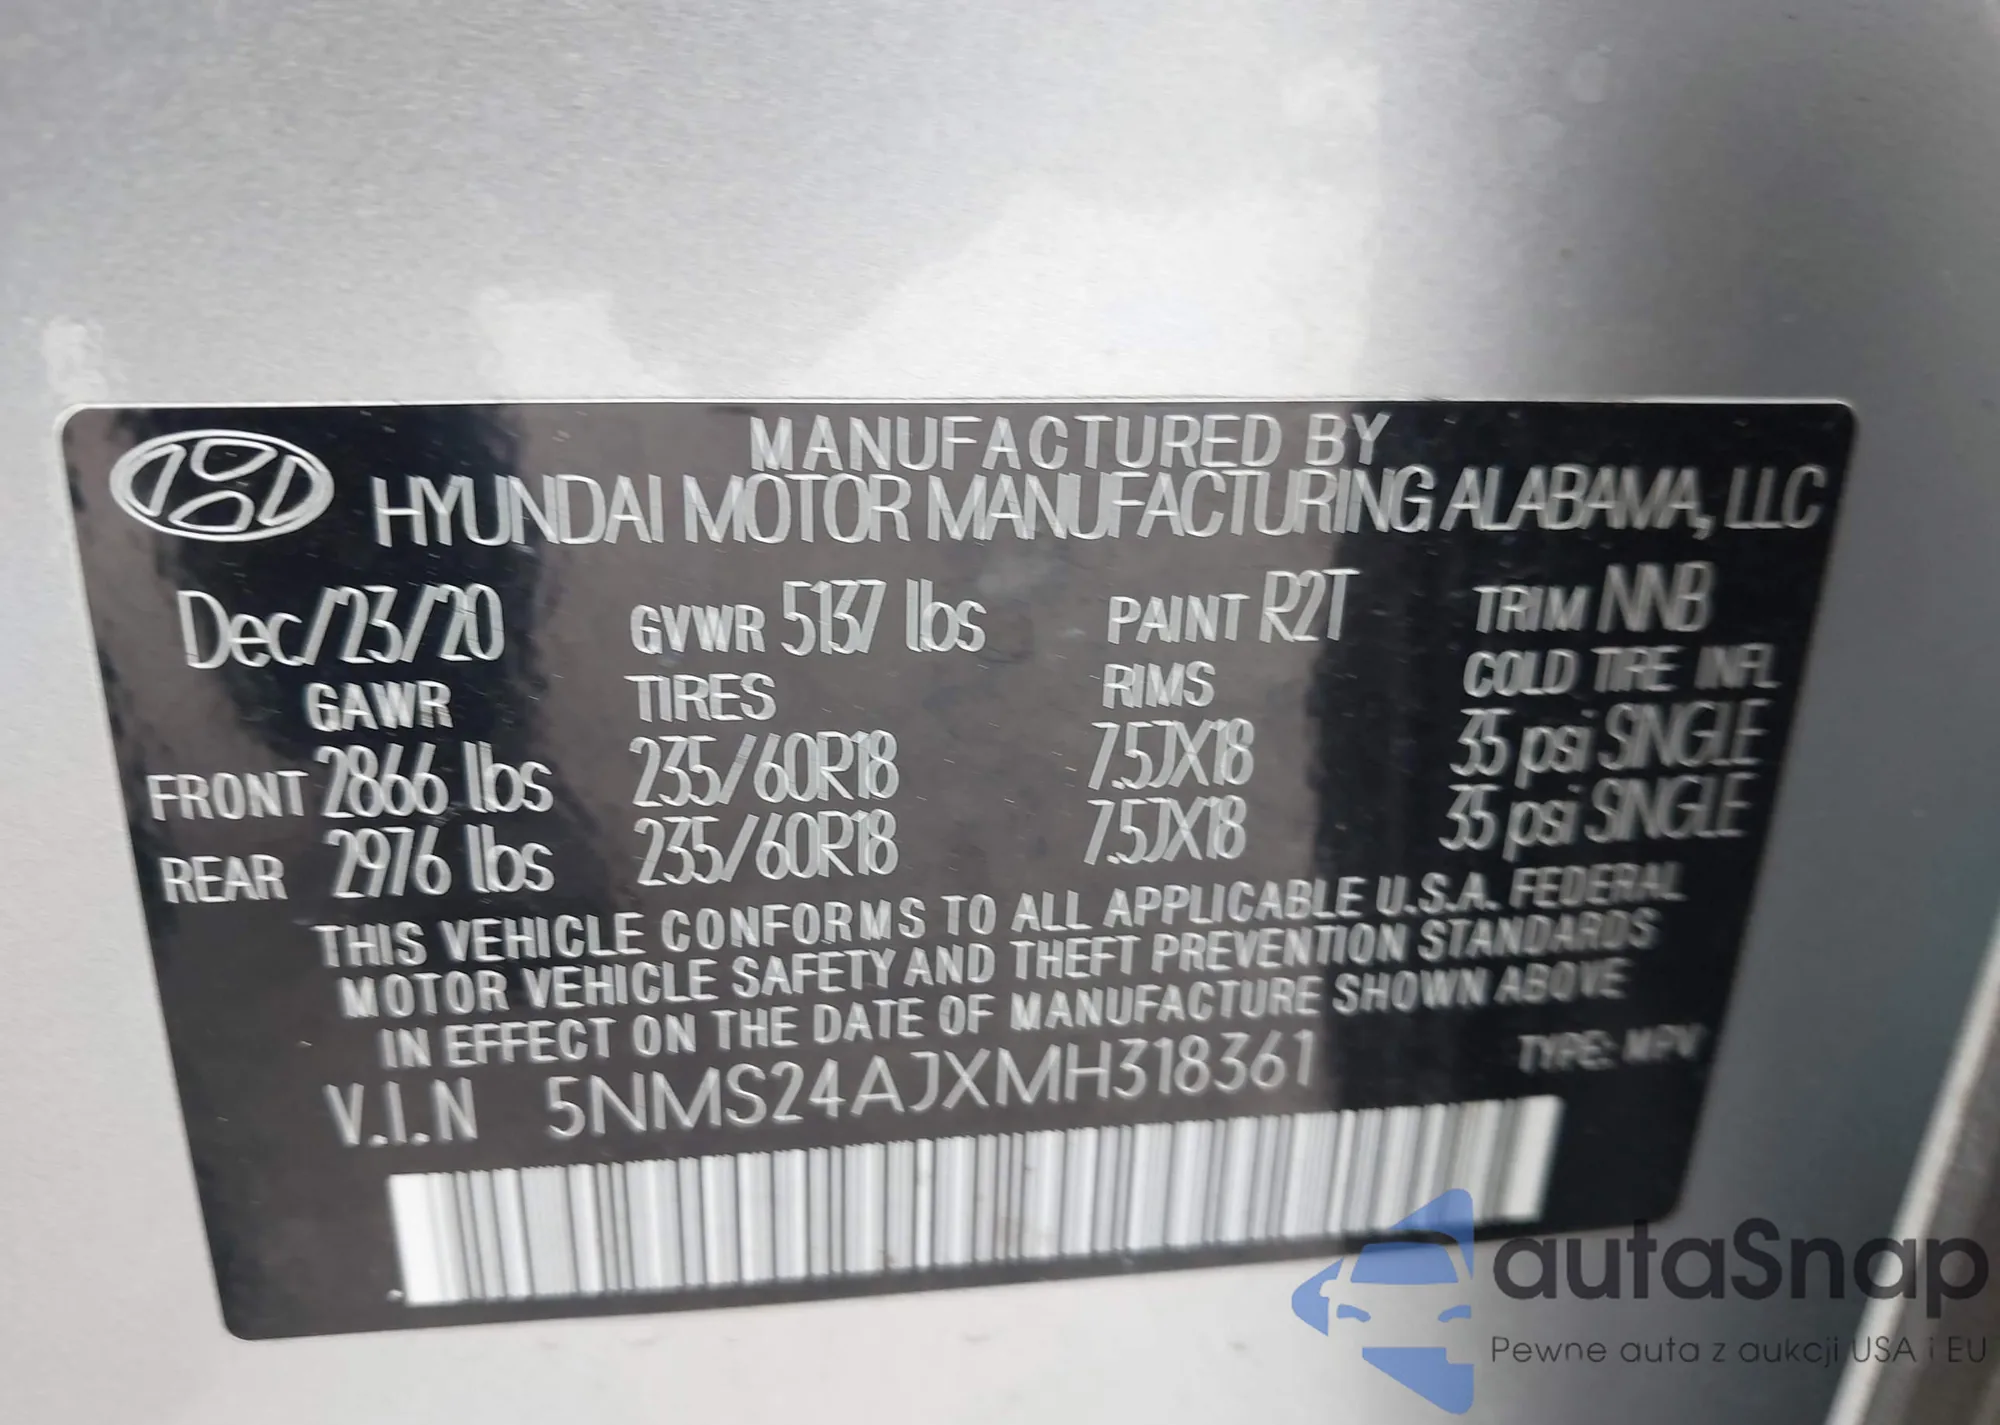 MANUFACTURED BY
HYUNDAI MOTOR MANUFACTURING ALABAMA, LLC
Dec/23/20 GVWR 5137 lbs PAINT R2T TRIM NNB
GAWR TIRES RIMS COLD TIRE INFL
FRONT 2866 lbs 235/60R18 7.5JX18 35 psi SINGLE
REAR 2976 lbs 235/60R18 7.5JX18 35 psi SINGLE
THIS VEHICLE CONFORMS TO ALL APPLICABLE U.S.A. FEDERAL
MOTOR VEHICLE SAFETY AND THEFT PREVENTION STANDARDS
IN EFFECT ON THE DATE OF MANUFACTURE SHOWN ABOVE
V.I.N 5NMS24AJXMH318361 TYPE: MPV
autaSnap
Pewne auta z aukcji USA i EU